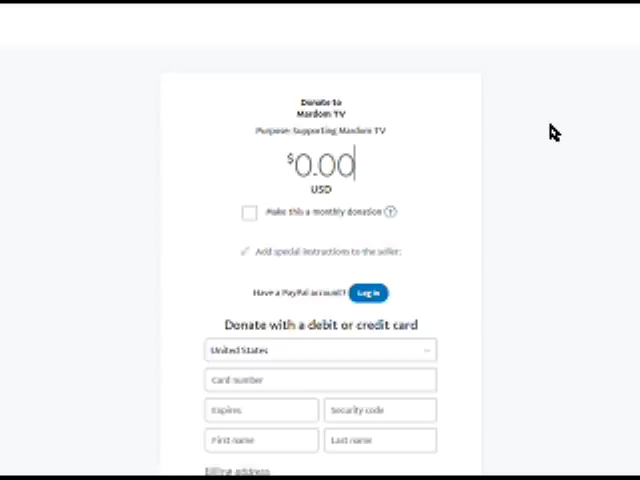 Donate to
Mardom TV
Purpose: Supporting Mardom TV
$0.00
USD
Make this a monthly donation ?
Add special instructions to the seller:
Have a PayPal account? Log in
Donate with a debit or credit card
United States
Card number
Expires Security code
First name Last name
Billing address